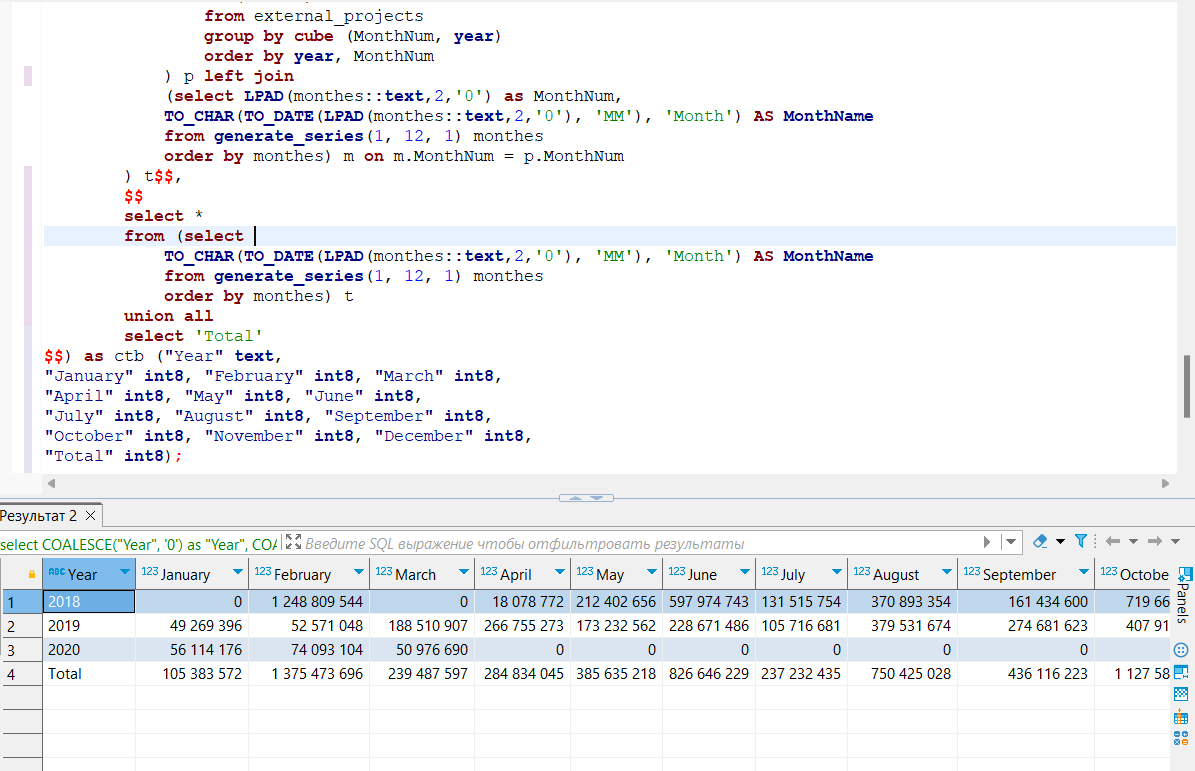 from external_projects
group by cube (MonthNum, year)
order by year, MonthNum
) p left join
(select LPAD(monthes::text,2,'0') as MonthNum,
TO_CHAR(TO_DATE(LPAD(monthes::text,2,'0'), 'MM'), 'Month') AS MonthName
from generate_series(1, 12, 1) monthes
order by monthes) m on m.MonthNum = p.MonthNum
) t$$,
$$
select *
from (select
TO_CHAR(TO_DATE(LPAD(monthes::text,2,'0'), 'MM'), 'Month') AS MonthName
from generate_series(1, 12, 1) monthes
order by monthes) t
union all
select 'Total'
$$) as ctb ("Year" text,
"January" int8, "February" int8, "March" int8,
"April" int8, "May" int8, "June" int8,
"July" int8, "August" int8, "September" int8,
"October" int8, "November" int8, "December" int8,
"Total" int8);
Результат 2
select COALESCE("Year", '0') as "Year", COA Введите SQL выражение чтобы отфильтровать результаты
ABC Year 123 January 123 February 123 March 123 April 123 May 123 June 123 July 123 August 123 September 123 Octobe
1 2018 0 1 248 809 544 0 18 078 772 212 402 656 597 974 743 131 515 754 370 893 354 161 434 600 719 66
2 2019 49 269 396 52 571 048 188 510 907 266 755 273 173 232 562 228 671 486 105 716 681 379 531 674 274 681 623 407 91
3 2020 56 114 176 74 093 104 50 976 690 0 0 0 0 0 0
4 Total 105 383 572 1 375 473 696 239 487 597 284 834 045 385 635 218 826 646 229 237 232 435 750 425 028 436 116 223 1 127 58
Panels